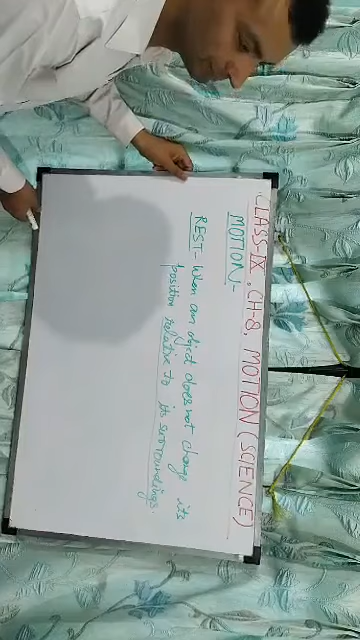 CLASS-IX, CH-8, MOTION (SCIENCE)
MOTION-
REST- When an object does not change its
position relative to its surroundings.